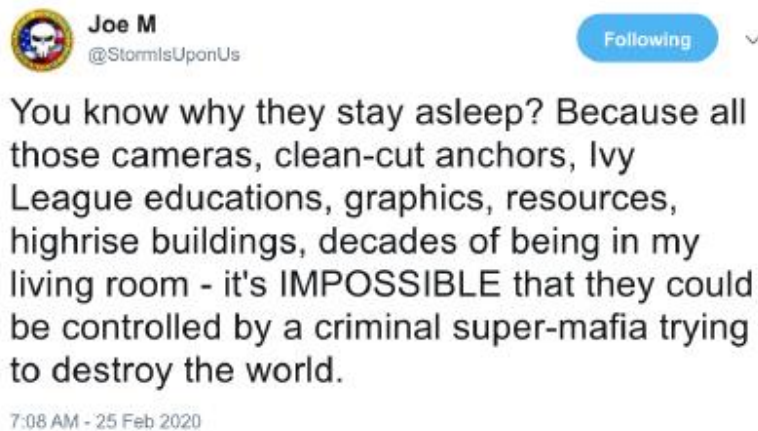 Joe M
@StormIsUponUs
Following
You know why they stay asleep? Because all
those cameras, clean-cut anchors, Ivy
League educations, graphics, resources,
highrise buildings, decades of being in my
living room - it's IMPOSSIBLE that they could
be controlled by a criminal super-mafia trying
to destroy the world.
7:08 AM - 25 Feb 2020